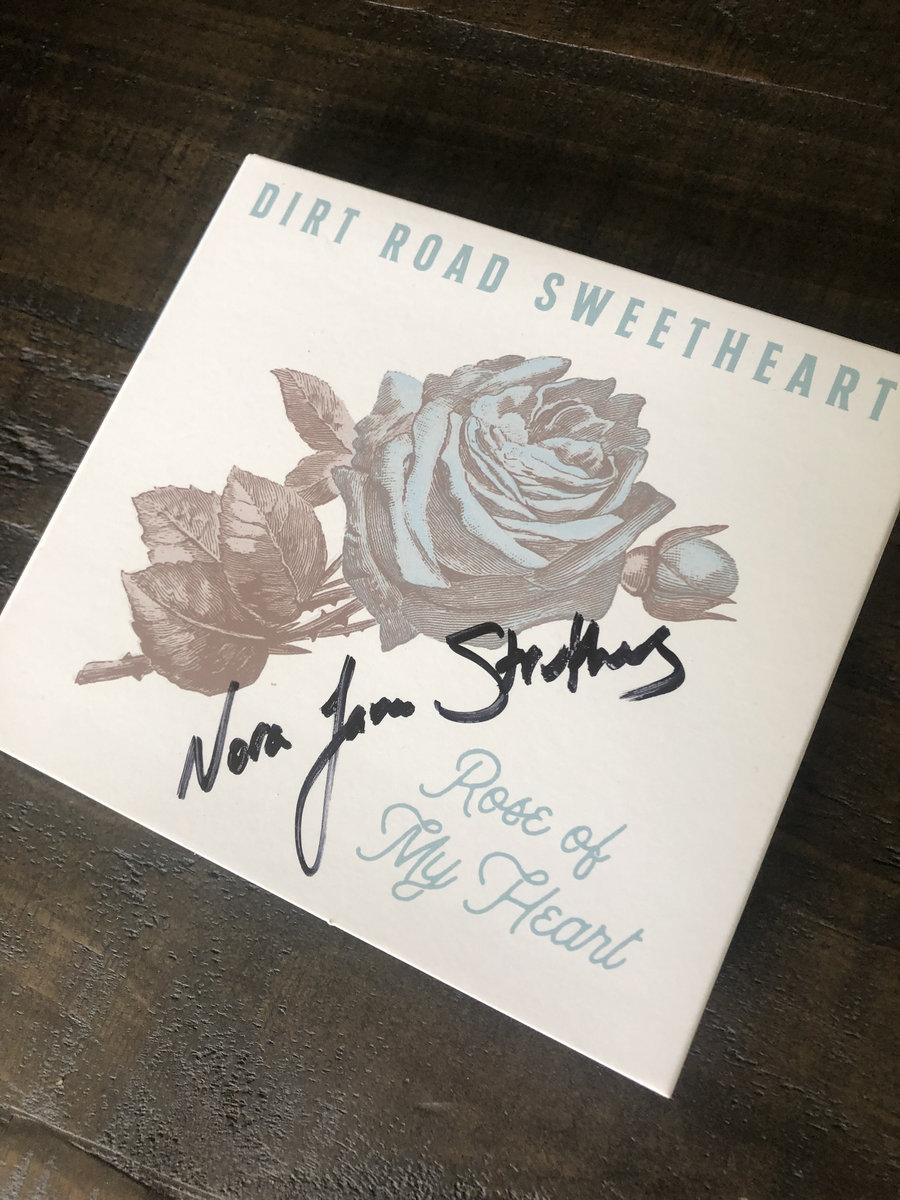 DIRT ROAD SWEETHEART
Nora Jane Struthers
Rose of
My Heart